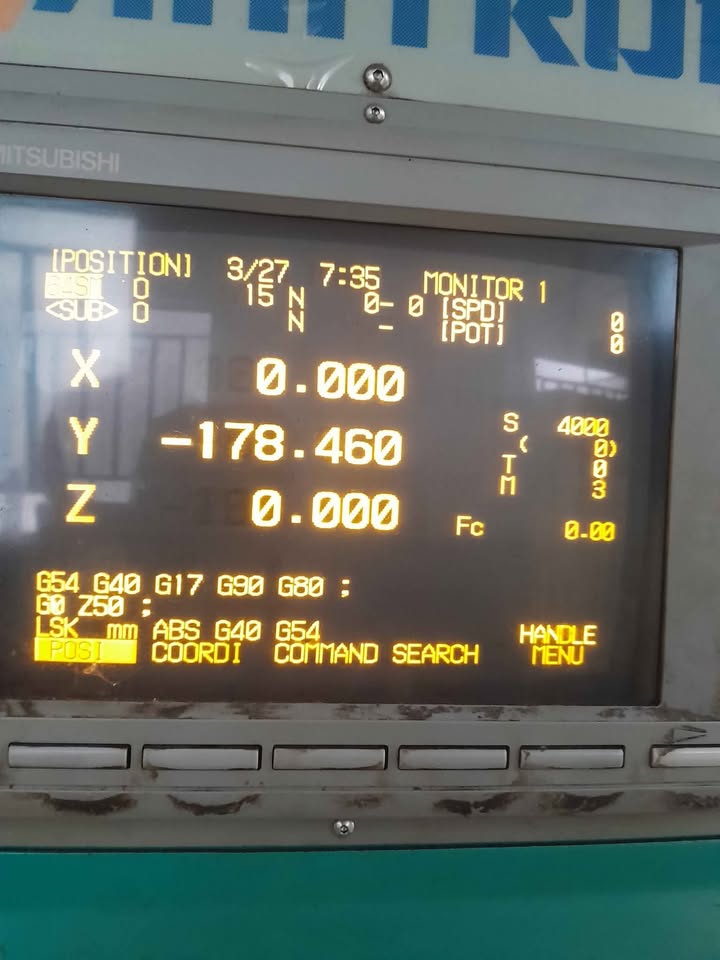 MITSUBISHI
[POSITION] 3/27 7:35 MONITOR 1
0 15 N 0- 0 [SPD] 0
<SUB> 0 N - [POT] 0
X 0.000
Y -178.460
Z 0.000
S 4000
( 0)
T 0
M 3
Fc 0.00
G54 G40 G17 G90 G80 ;
G0 Z50 ;
LSK mm ABS G40 G54 HANDLE
POSI COORDI COMMAND SEARCH MENU